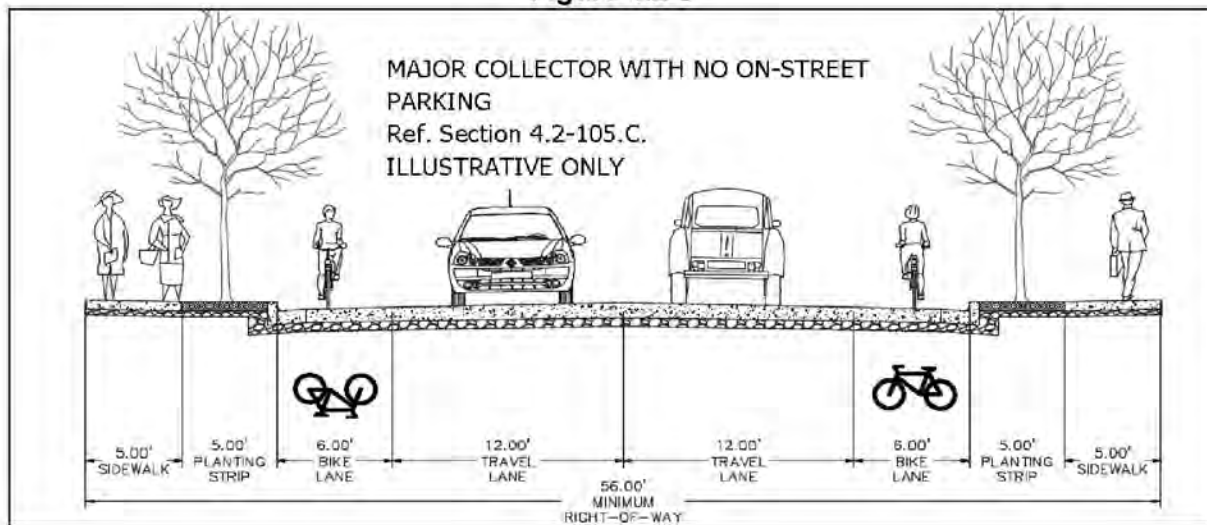 MAJOR COLLECTOR WITH NO ON-STREET
PARKING
Ref. Section 4.2-105.C.
ILLUSTRATIVE ONLY
5.00'
SIDEWALK
5.00'
PLANTING
STRIP
6.00'
BIKE
LANE
12.00'
TRAVEL
LANE
12.00'
TRAVEL
LANE
6.00'
BIKE
LANE
5.00'
PLANTING
STRIP
5.00'
SIDEWALK
56.00'
MINIMUM
RIGHT-OF-WAY